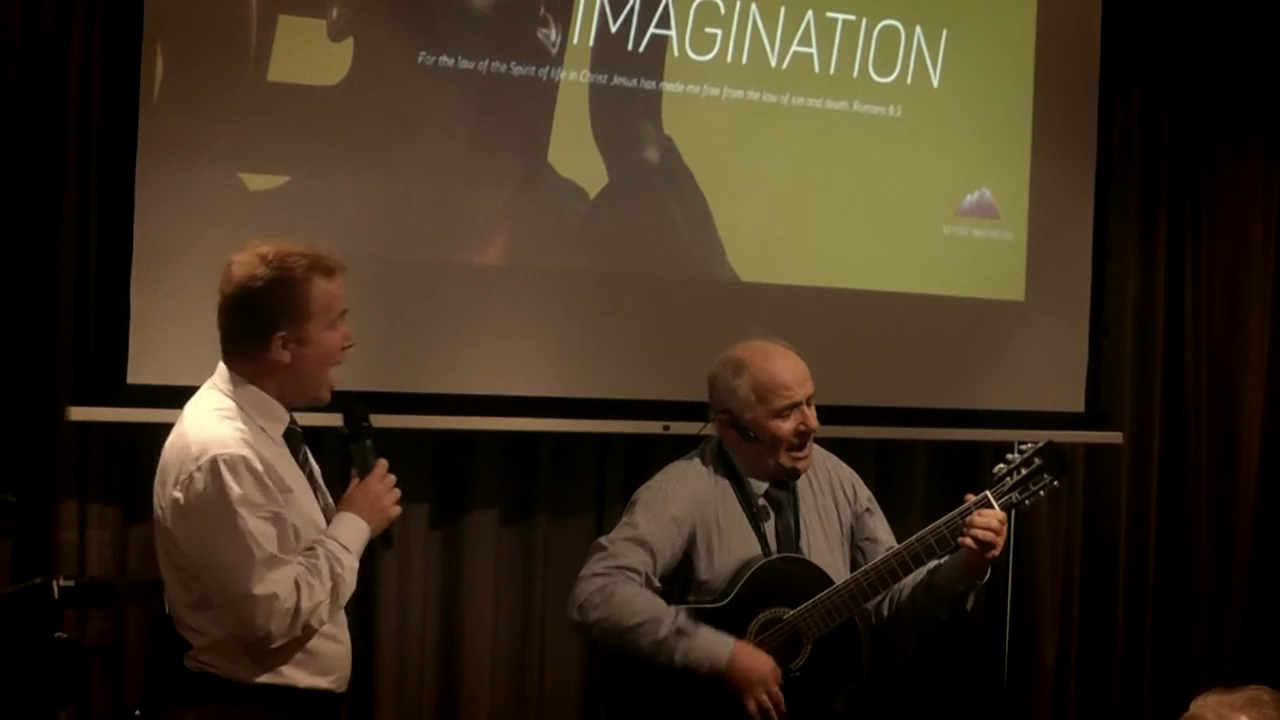 IMAGINATION
For the law of the Spirit of life in Christ Jesus has made me free from the law of sin and death. Romans 8:2